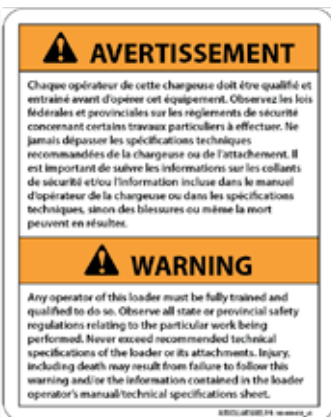 AVERTISSEMENT
Chaque opérateur de cette chargeuse doit être qualifié et
entrainé avant d'opérer cet équipement. Observez les lois
fédérales et provinciales sur les règlements de sécurité
concernant certains travaux particuliers à effectuer. Ne
jamais dépasser les spécifications techniques
recommandées de la chargeuse ou de l'attachement. Il
est important de suivre les informations sur les collants
de sécurité et/ou l'information incluse dans le manuel
d'opérateur de la chargeuse ou dans les spécifications
techniques, sinon des blessures ou même la mort
peuvent en résulter.
WARNING
Any operator of this loader must be fully trained and
qualified to do so. Observe all state or provincial safety
regulations relating to the particular work being
performed. Never exceed recommended technical
specifications of the loader or its attachments. Injury,
including death may result from failure to follow this
warning and/or the information contained in the loader
operator's manual/technical specifications sheet.